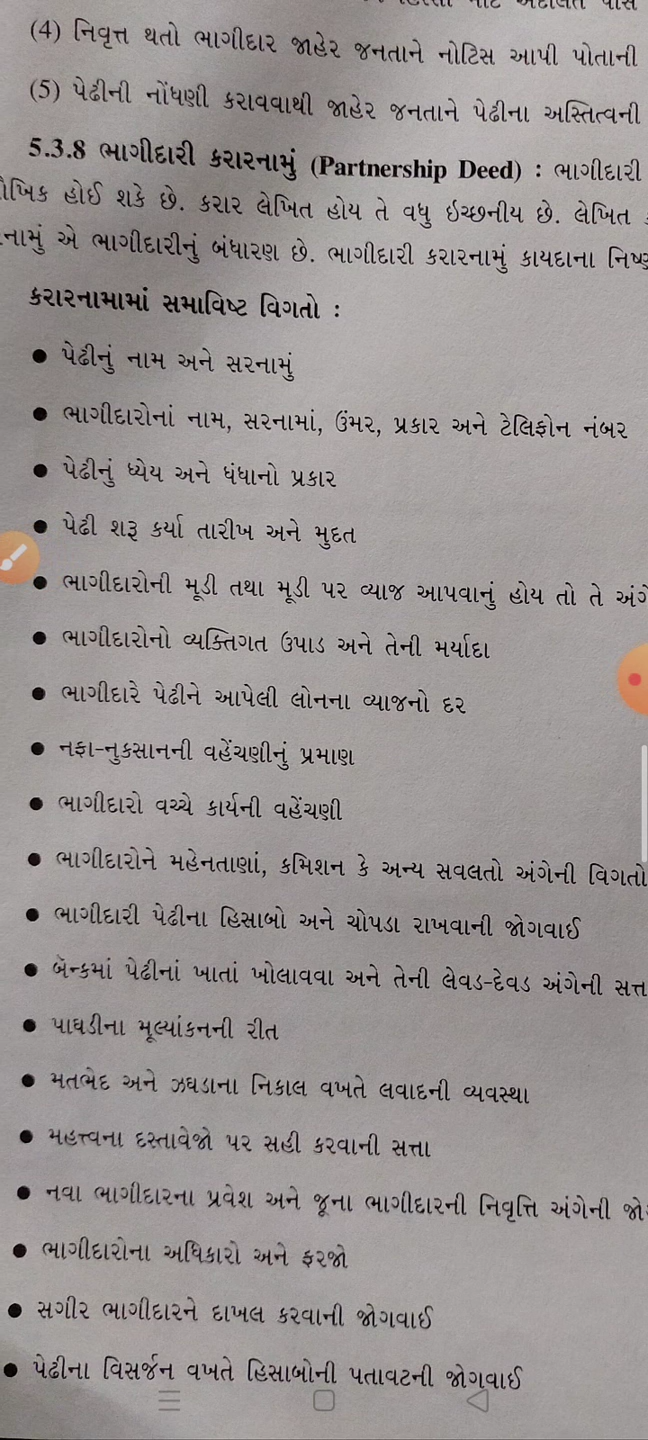 (4) નિવૃત્ત થતો ભાગીદાર જાહેર જનતાને નોટિસ આપી પોતાની
(5) પેઢીની નોંધણી કરાવવાથી જાહેર જનતાને પેઢીના અસ્તિત્વની
5.3.8 ભાગીદારી કરારનામું (Partnership Deed) : ભાગીદારી
હોઈ શકે છે. કરાર લેખિત હોય તે વધુ ઇચ્છનીય છે. લેખિત
એ ભાગીદારીનું બંધારણ છે. ભાગીદારી કરારનામું કાયદાના
કરારનામામાં સમાવિષ્ટ વિગતો :
• પેઢીનું નામ અને સરનામું
• ભાગીદારોનાં નામ, સરનામાં, ઉંમર, પ્રકાર અને ટેલિફોન નંબર
• પેઢીનું ધ્યેય અને ધંધાનો પ્રકાર
• પેઢી શરૂ કર્યા તારીખ અને મુદત
• ભાગીદારોની મૂડી તથા મૂડી પર વ્યાજ આપવાનું હોય તો તે
• ભાગીદારોનો વ્યક્તિગત ઉપાડ અને તેની મર્યાદા
• ભાગીદારે પેઢીને આપેલી લોનના વ્યાજનો દર
• નફા-નુકસાનની વહેંચણીનું પ્રમાણ
• ભાગીદારો વચ્ચે કાર્યની વહેંચણી
• ભાગીદારોને મહેનતાણાં, કમિશન કે અન્ય સવલતો અંગેની વિગતો
• ભાગીદારી પેઢીના હિસાબો અને ચોપડા રાખવાની જોગવાઈ
• બૅન્કમાં પેઢીનાં ખાતાં ખોલાવવા અને તેની લેવડ-દેવડ અંગેની
• પાઘડીના મૂલ્યાંકનની રીત
• મતભેદ અને ઝઘડાના નિકાલ વખતે લવાદની વ્યવસ્થા
• મહત્ત્વના દસ્તાવેજો પર સહી કરવાની સત્તા
• નવા ભાગીદારના પ્રવેશ અને જૂના ભાગીદારની નિવૃત્તિ અંગેની
• ભાગીદારોના અધિકારો અને ફરજો
• સગીર ભાગીદારને દાખલ કરવાની જોગવાઈ
• પેઢીના વિસર્જન વખતે હિસાબોની પતાવટની જોગવાઈ